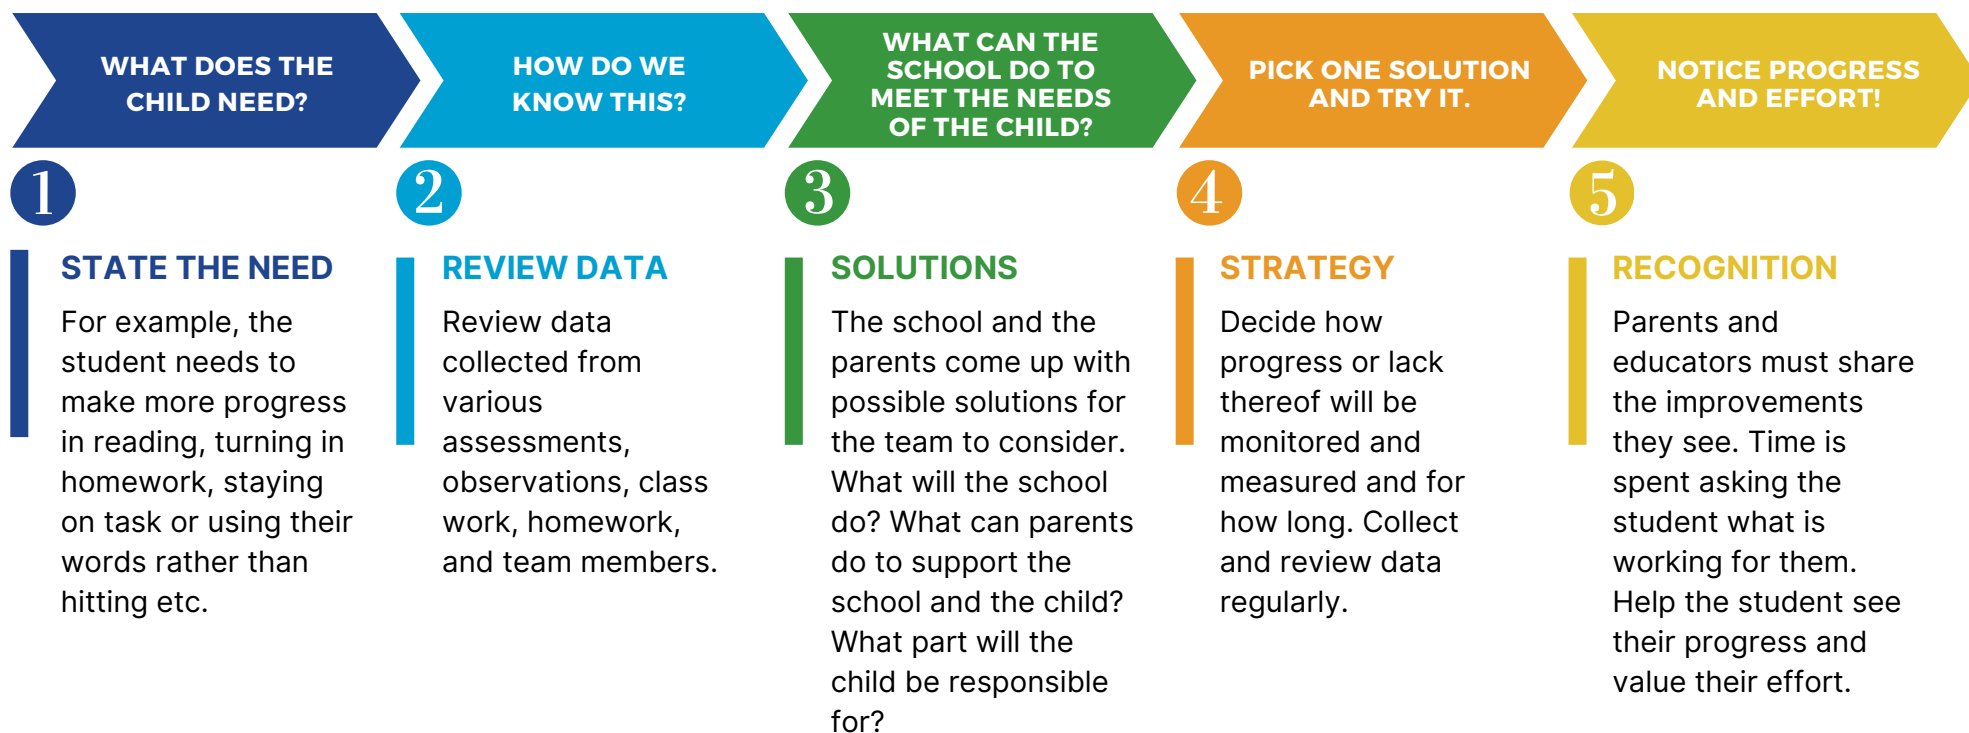 WHAT DOES THE
CHILD NEED?
HOW DO WE
KNOW THIS?
WHAT CAN THE
SCHOOL DO TO
MEET THE NEEDS
OF THE CHILD?
PICK ONE SOLUTION
AND TRY IT.
NOTICE PROGRESS
AND EFFORT!
1
STATE THE NEED
For example, the
student needs to
make more progress
in reading, turning in
homework, staying
on task or using their
words rather than
hitting etc.
2
REVIEW DATA
Review data
collected from
various
assessments,
observations, class
work, homework,
and team members.
3
SOLUTIONS
The school and the
parents come up with
possible solutions for
the team to consider.
What will the school
do? What can parents
do to support the
school and the child?
What part will the
child be responsible
for?
4
STRATEGY
Decide how
progress or lack
thereof will be
monitored and
measured and for
how long. Collect
and review data
regularly.
5
RECOGNITION
Parents and
educators must share
the improvements
they see. Time is
spent asking the
student what is
working for them.
Help the student see
their progress and
value their effort.